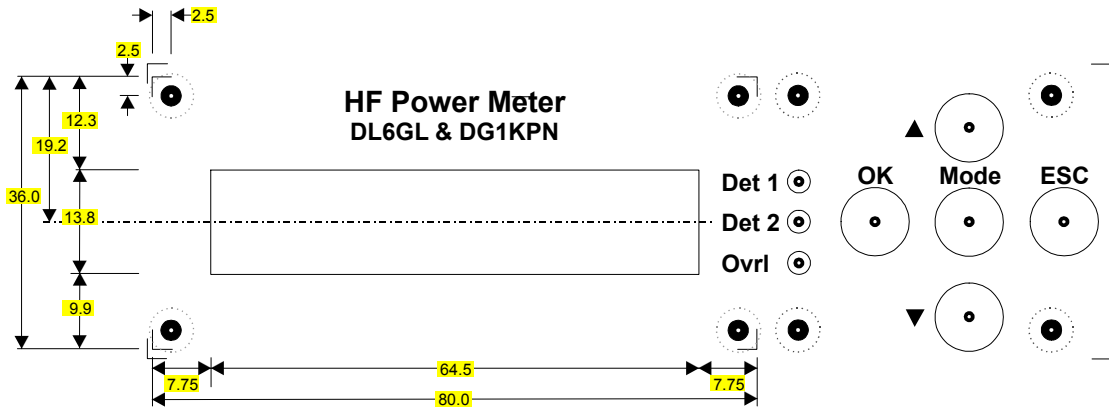 2.5
2.5
HF Power Meter
DL6GL & DG1KPN
12.3
19.2
36.0
13.8
9.9
Det 1
Det 2
Ovrl
OK
Mode
ESC
7.75
64.5
7.75
80.0